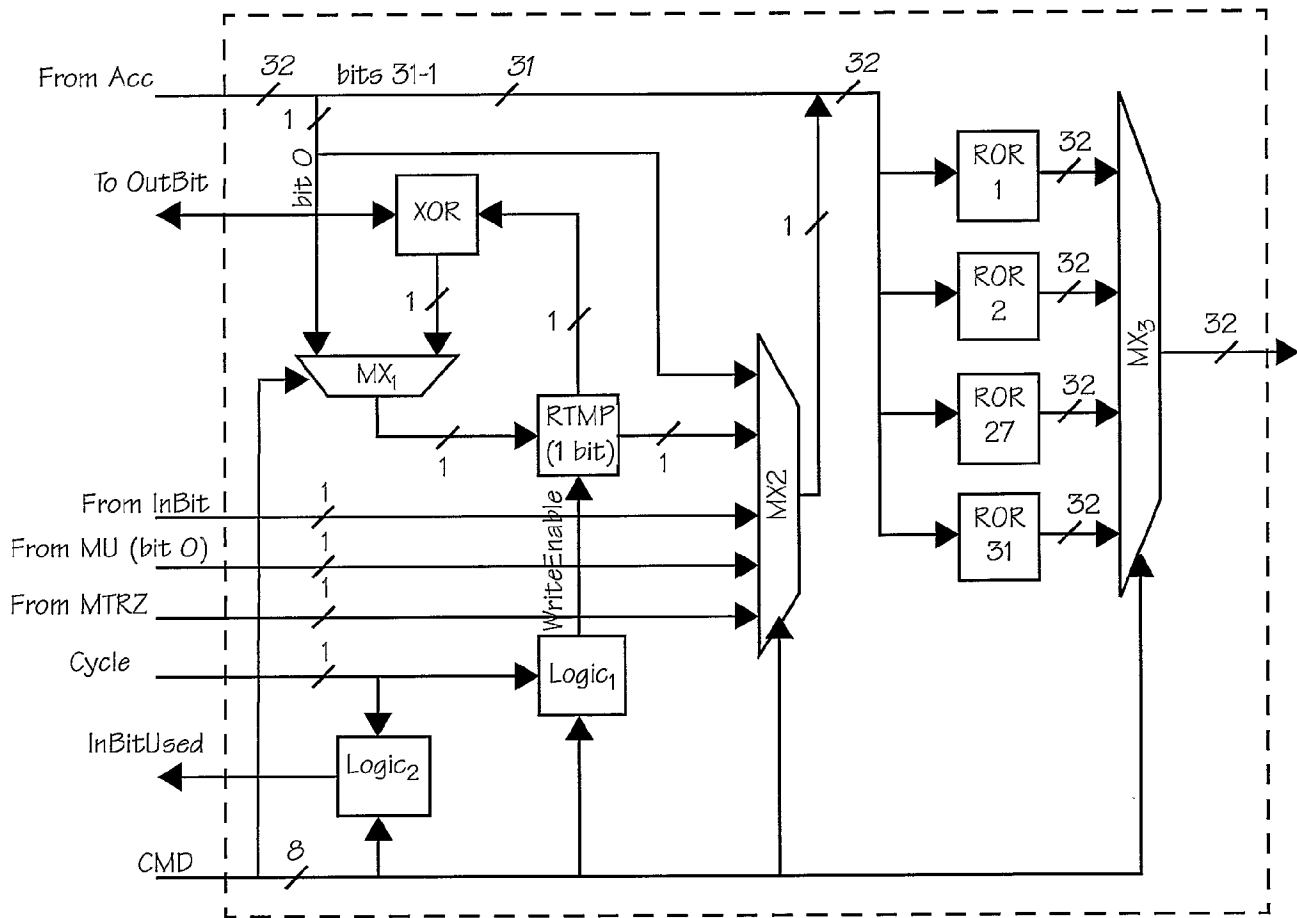 From Acc
32
bits 31-1
31
32
1
bit 0
To OutBit
XOR
1
1
1
MX1
RTMP
(1 bit)
1
1
MX2
ROR
1
32
ROR
2
32
ROR
27
32
ROR
31
32
MX3
32
From InBit
1
From MU (bit 0)
1
From MTRZ
1
WriteEnable
Cycle
1
Logic1
InBitUsed
Logic2
CMD
8